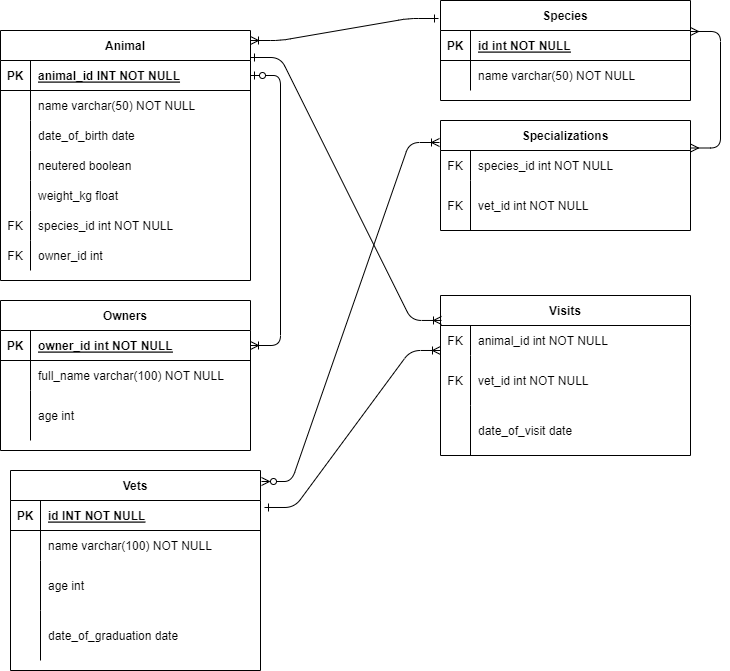 Animal
PK animal_id INT NOT NULL
name varchar(50) NOT NULL
date_of_birth date
neutered boolean
weight_kg float
FK species_id int NOT NULL
FK owner_id int
Owners
PK owner_id int NOT NULL
full_name varchar(100) NOT NULL
age int
Vets
PK id INT NOT NULL
name varchar(100) NOT NULL
age int
date_of_graduation date
Species
PK id int NOT NULL
name varchar(50) NOT NULL
Specializations
FK species_id int NOT NULL
FK vet_id int NOT NULL
Visits
FK animal_id int NOT NULL
FK vet_id int NOT NULL
date_of_visit date